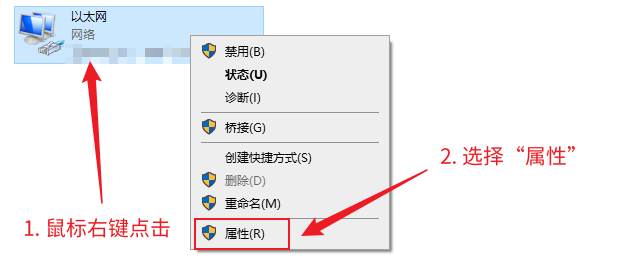 以太网
网络
禁用(B)
状态(U)
诊断(I)
桥接(G)
创建快捷方式(S)
删除(D)
重命名(M)
属性(R)
1. 鼠标右键点击
2. 选择“属性”